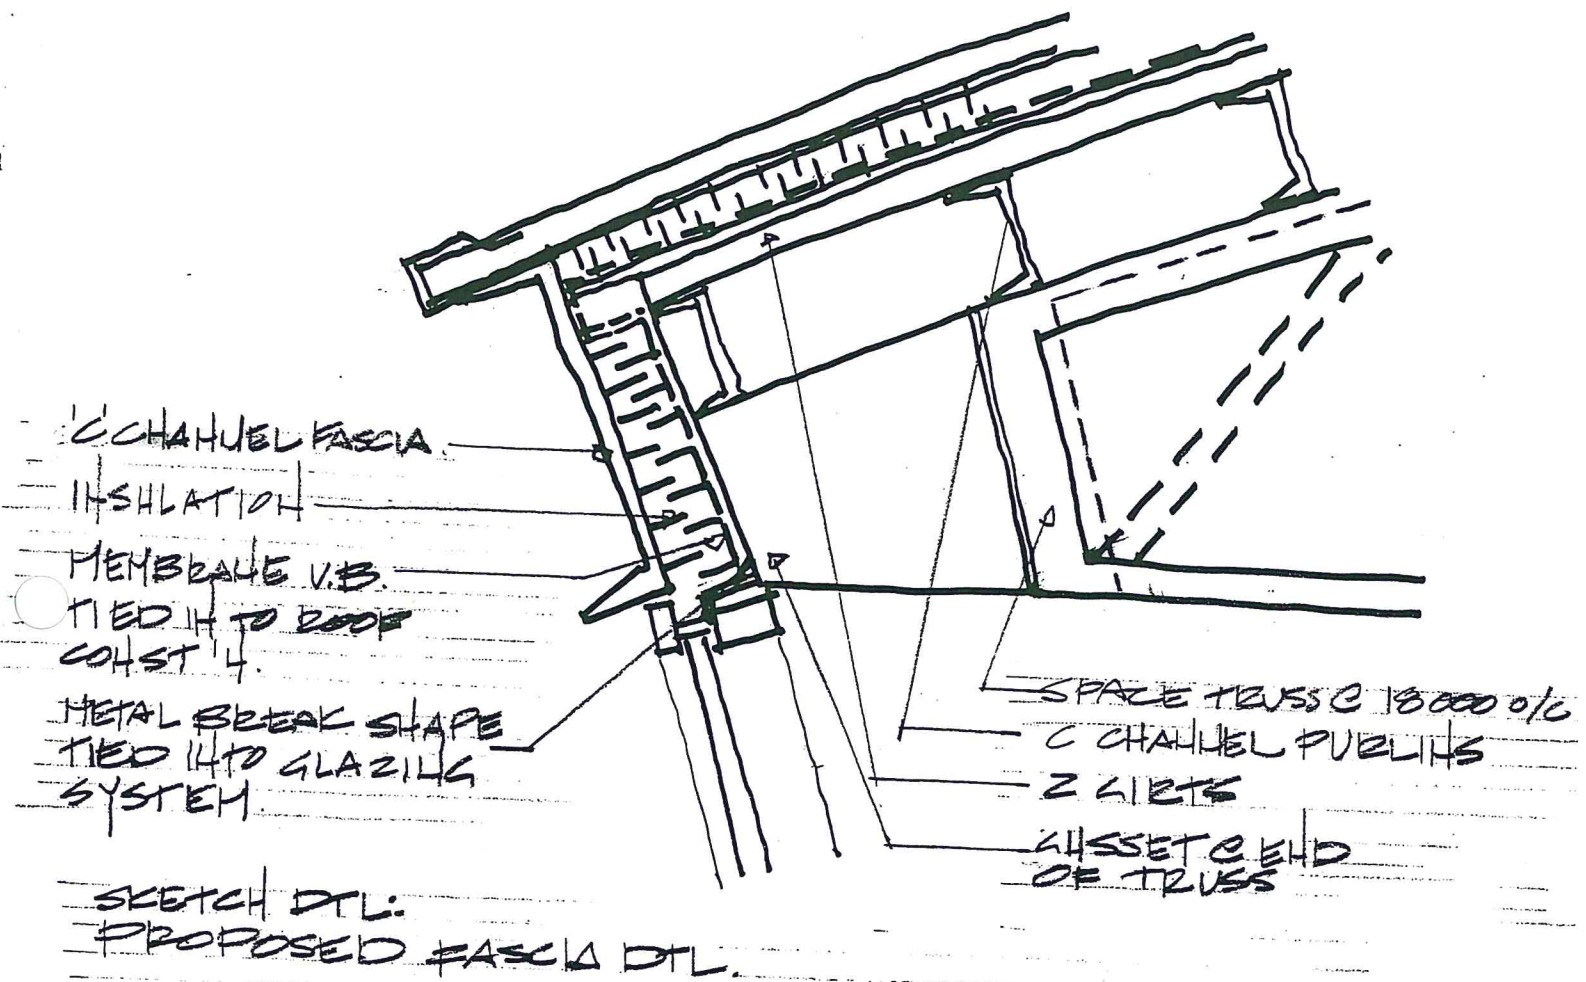 'C' CHANNEL FASCIA.
INSULATION
MEMBRANE V.B.
TIED IN TO ROOF
CONST'N.
METAL BREAK SHAPE
TIED INTO GLAZING
SYSTEM.
SPACE TRUSS @ 18000 o/c
C CHANNEL PURLINS
Z GIRTS
GUSSET @ END
OF TRUSS
SKETCH DTL:
PROPOSED FASCIA DTL.